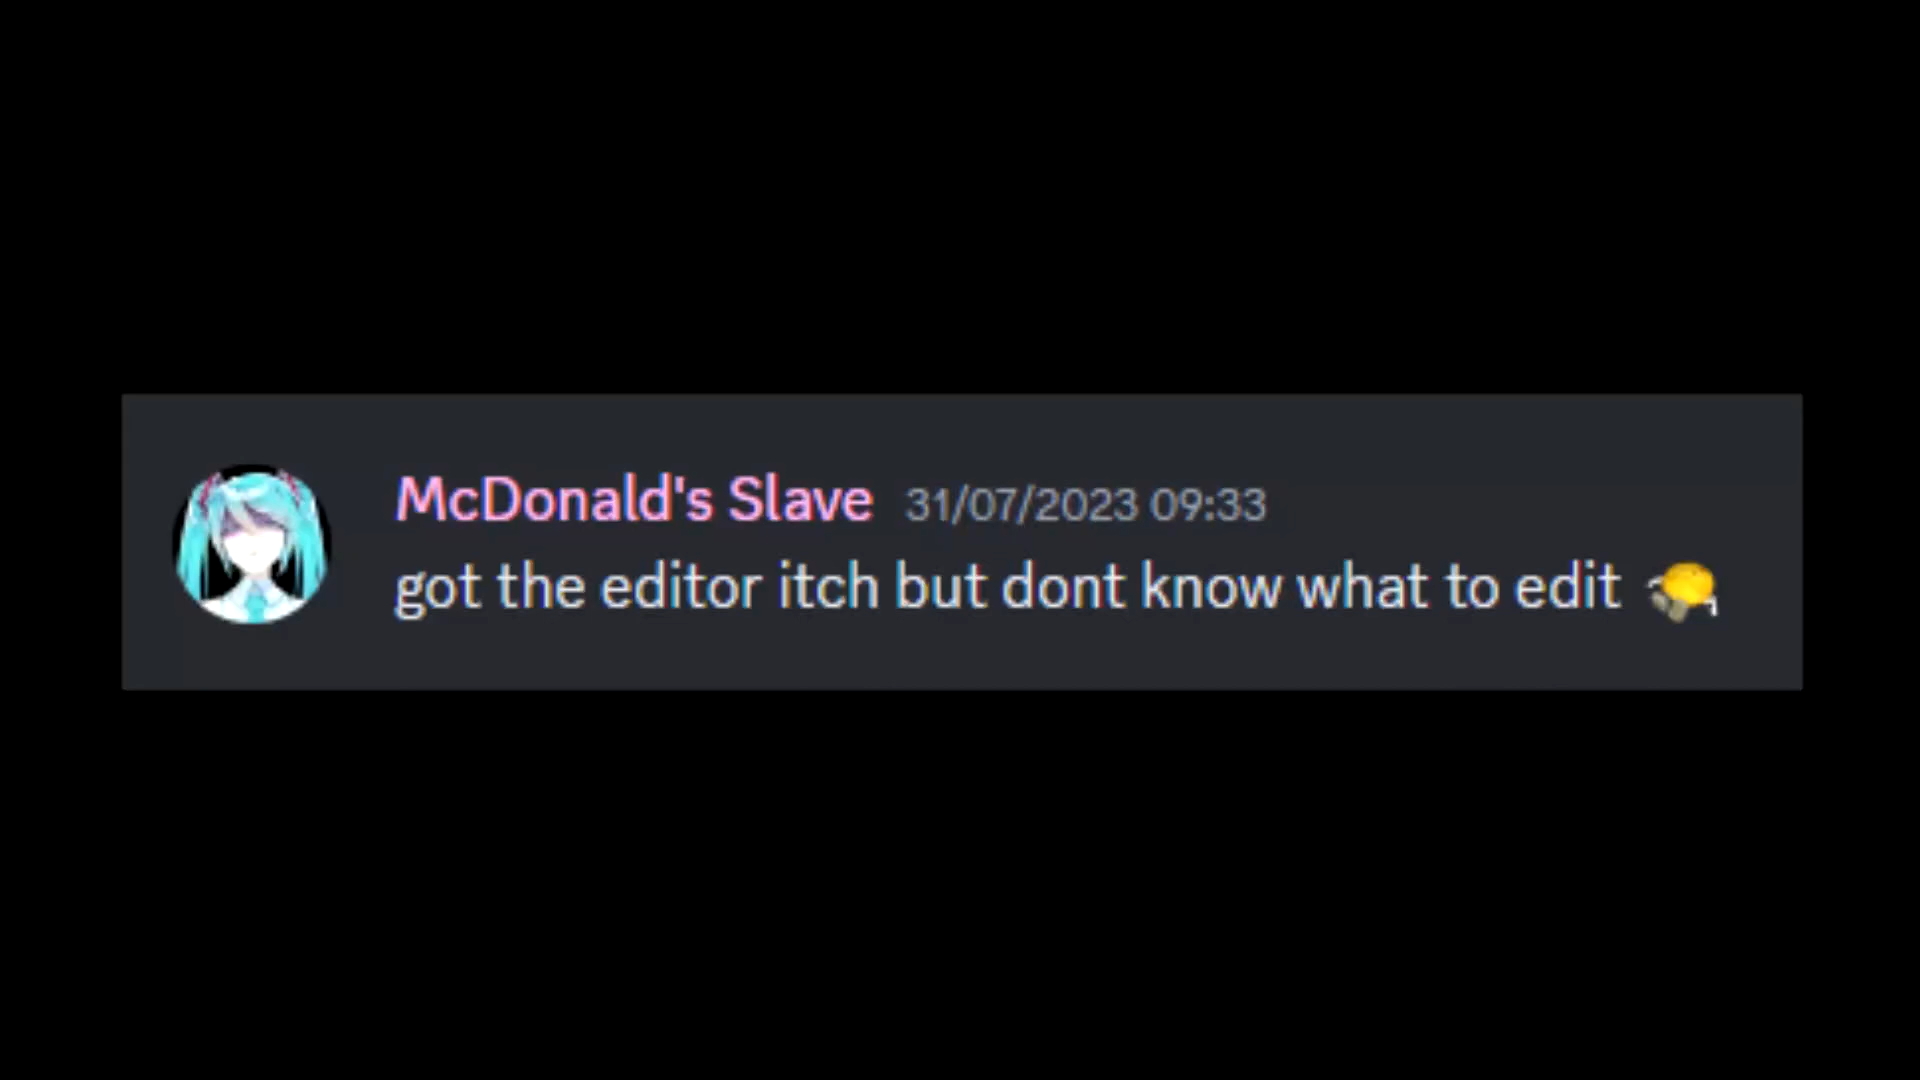 McDonald's Slave 31/07/2023 09:33
got the editor itch but dont know what to edit